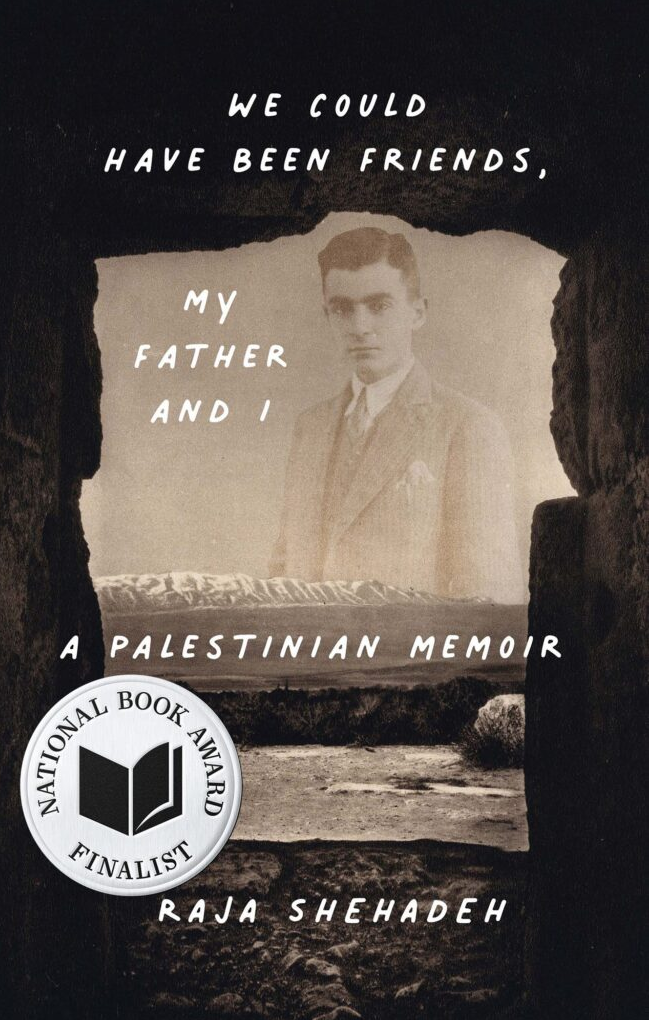 WE COULD
HAVE BEEN FRIENDS,
MY
FATHER
AND I
A PALESTINIAN MEMOIR
NATIONAL BOOK AWARD
FINALIST
RAJA SHEHADEH